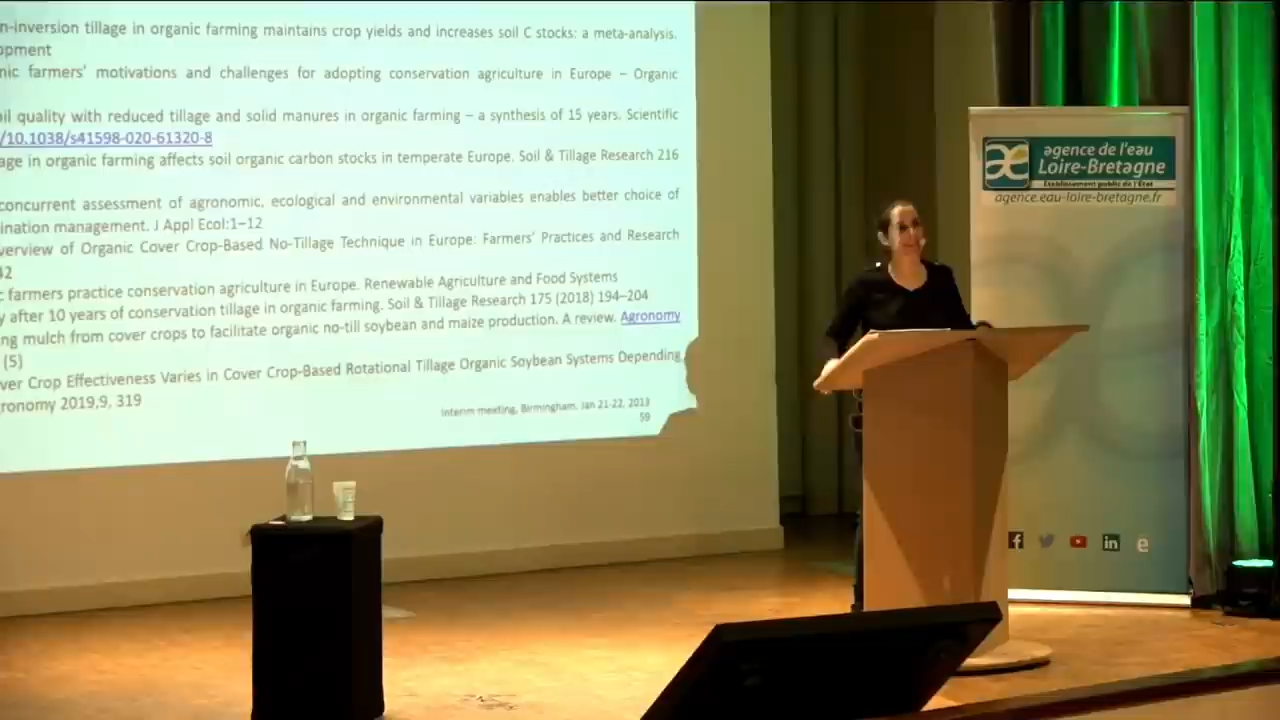 n-inversion tillage in organic farming maintains crop yields and increases soil C stocks: a meta-analysis.
opment
nic farmers' motivations and challenges for adopting conservation agriculture in Europe – Organic
il quality with reduced tillage and solid manures in organic farming – a synthesis of 15 years. Scientific
/10.1038/s41598-020-61320-8
age in organic farming affects soil organic carbon stocks in temperate Europe. Soil & Tillage Research 216
concurrent assessment of agronomic, ecological and environmental variables enables better choice of
ination management. J Appl Ecol:1–12
verview of Organic Cover Crop-Based No-Tillage Technique in Europe: Farmers' Practices and Research
42
c farmers practice conservation agriculture in Europe. Renewable Agriculture and Food Systems
y after 10 years of conservation tillage in organic farming. Soil & Tillage Research 175 (2018) 194–204
ng mulch from cover crops to facilitate organic no-till soybean and maize production. A review. Agronomy
(5)
ver Crop Effectiveness Varies in Cover Crop-Based Rotational Tillage Organic Soybean Systems Depending
ronomy 2019,9, 319
Interim meeting, Birmingham, Jan 21-22, 2013
59
agence de l'eau
Loire-Bretagne
Etablissement public de l'Etat
agence.eau-loire-bretagne.fr